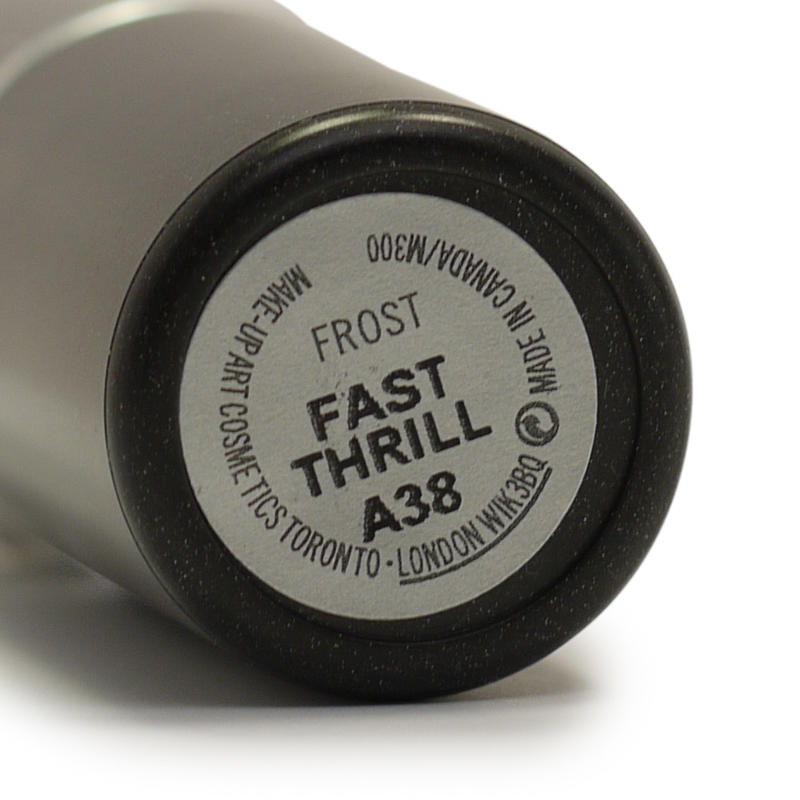 FROST
FAST
THRILL
A38
MAKE-UP ART COSMETICS TORONTO · LONDON W1K3BQ
MADE IN CANADA/M300